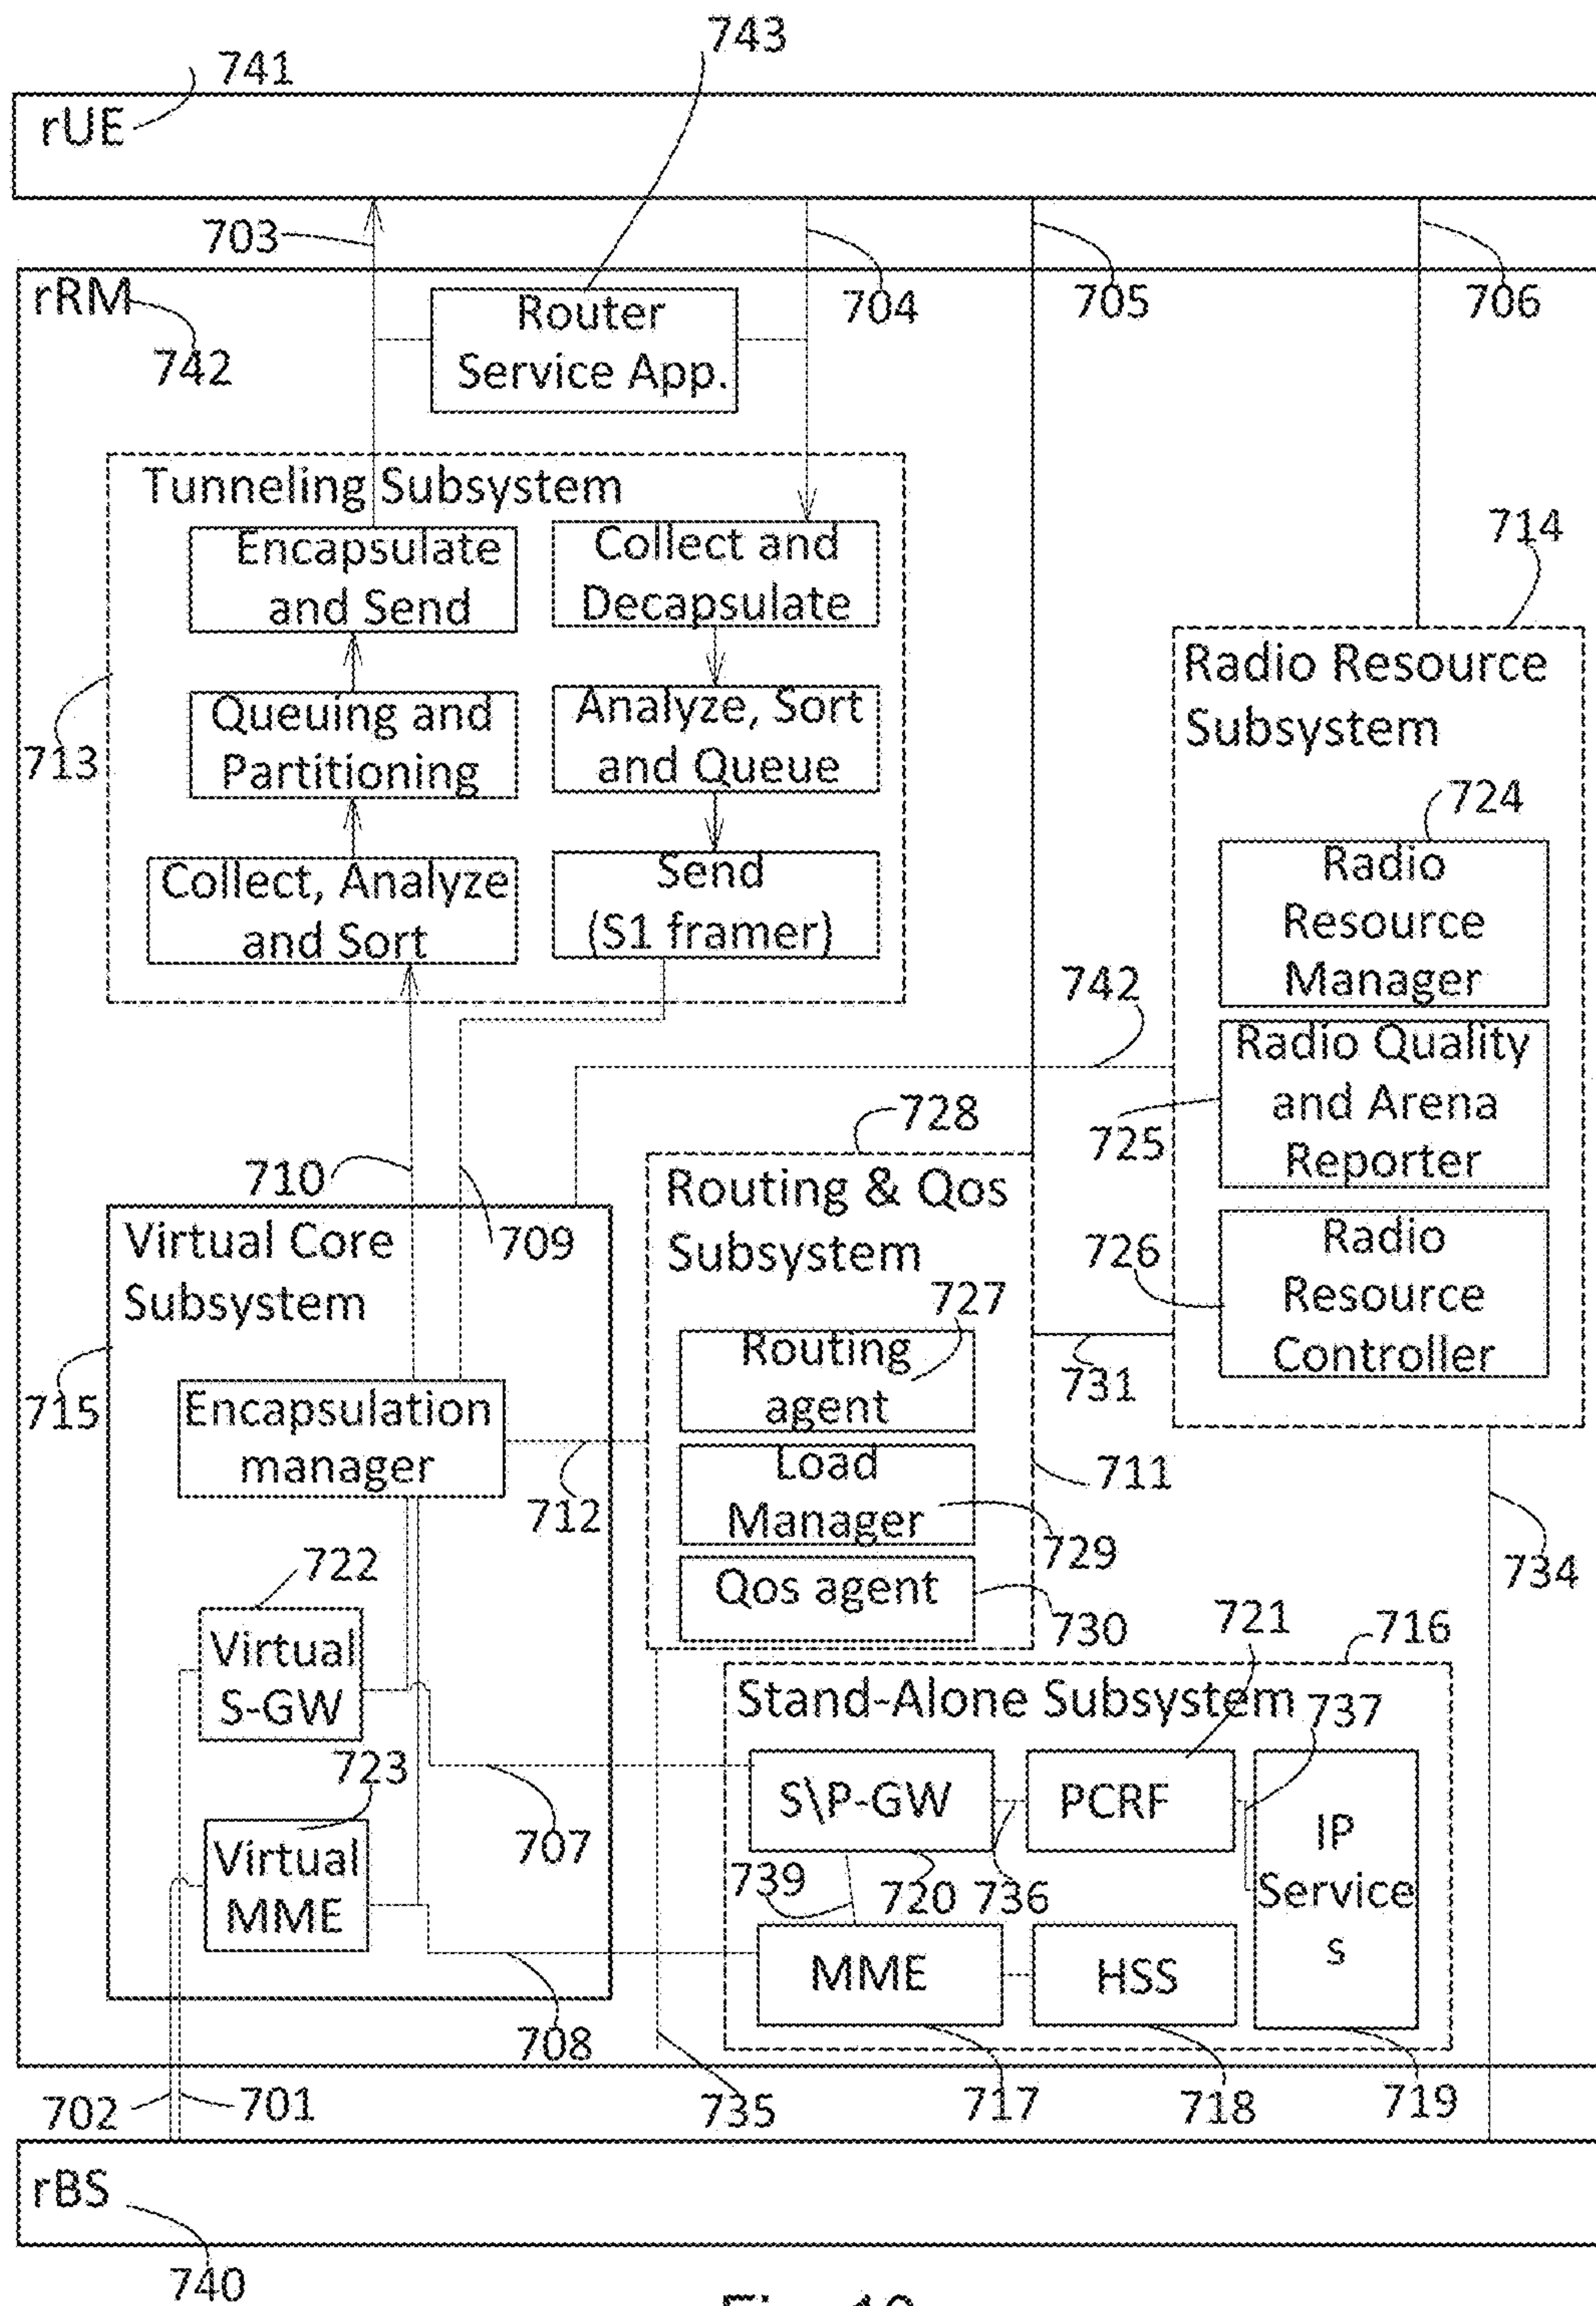 743
741
rUE
703
rRM
704
705
706
742
Router
Service App.
Tunneling Subsystem
Encapsulate
and Send
Collect and
Decapsulate
714
Radio Resource
Subsystem
Queuing and
Partitioning
Analyze, Sort
and Queue
713
724
Radio
Resource
Manager
Collect, Analyze
and Sort
Send
(S1 framer)
742
Radio Quality
and Arena
Reporter
728
725
710
Routing & Qos
Subsystem
709
Virtual Core
Subsystem
726
Radio
Resource
Controller
727
Routing
agent
731
715
Encapsulation
manager
Load
Manager
711
712
729
734
722
Qos agent
730
721
716
Virtual
S-GW
Stand-Alone Subsystem
737
723
S\P-GW
PCRF
IP
Service
s
707
Virtual
MME
739
720
736
MME
HSS
708
702
701
735
717
718
719
rBS
740